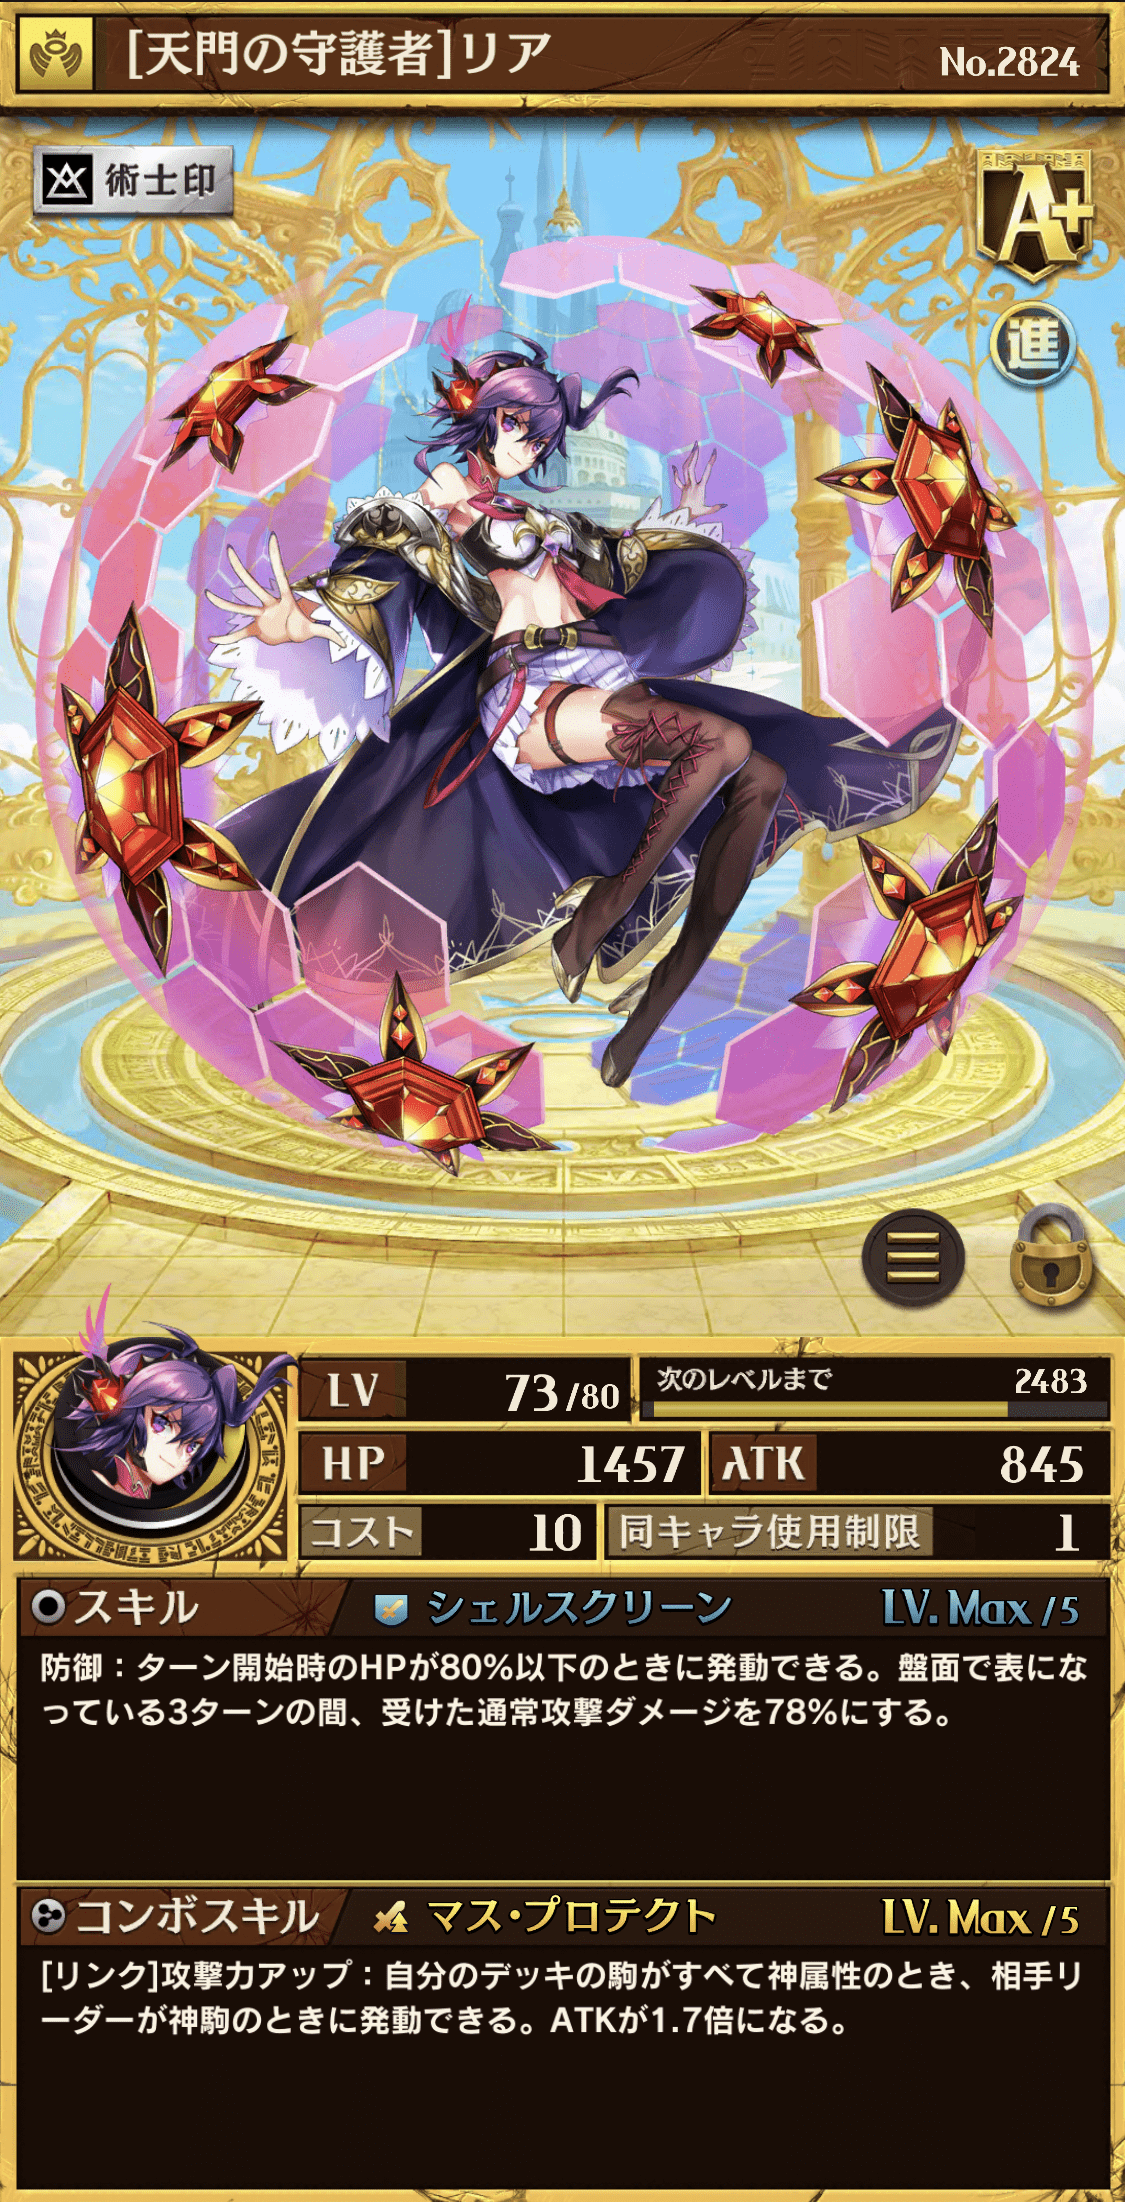 [天門の守護者]リア
No.2824
術士印
A+
進
LV 73/80
次のレベルまで 2483
HP 1457
ATK 845
コスト 10
同キャラ使用制限 1
スキル シェルスクリーン LV. Max /5
防御：ターン開始時のHPが80%以下のときに発動できる。盤面で表にな
っている3ターンの間、受けた通常攻撃ダメージを78%にする。
コンボスキル マス・プロテクト LV. Max /5
[リンク]攻撃力アップ：自分のデッキの駒がすべて神属性のとき、相手リ
ーダーが神駒のときに発動できる。ATKが1.7倍になる。